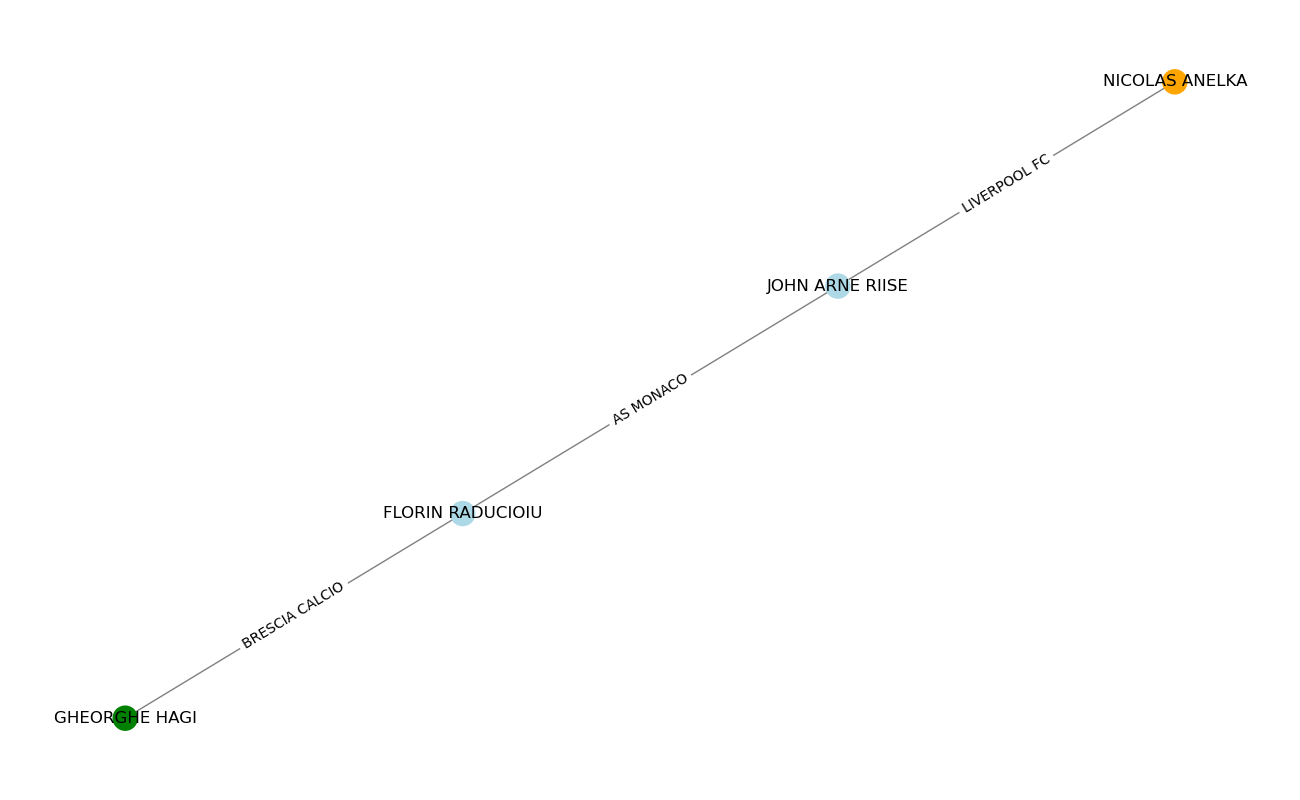 NICOLAS ANELKA
LIVERPOOL FC
JOHN ARNE RIISE
AS MONACO
FLORIN RADUCIOIU
BRESCIA CALCIO
GHEORGHE HAGI